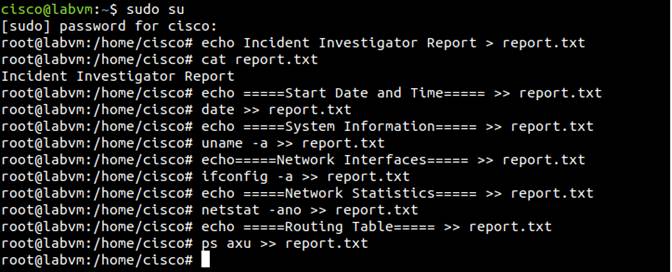 cisco@labvm:~$ sudo su
[sudo] password for cisco:
root@labvm:/home/cisco# echo Incident Investigator Report > report.txt
root@labvm:/home/cisco# cat report.txt
Incident Investigator Report
root@labvm:/home/cisco# echo =====Start Date and Time===== >> report.txt
root@labvm:/home/cisco# date >> report.txt
root@labvm:/home/cisco# echo =====System Information===== >> report.txt
root@labvm:/home/cisco# uname -a >> report.txt
root@labvm:/home/cisco# echo=====Network Interfaces===== >> report.txt
root@labvm:/home/cisco# ifconfig -a >> report.txt
root@labvm:/home/cisco# echo =====Network Statistics===== >> report.txt
root@labvm:/home/cisco# netstat -ano >> report.txt
root@labvm:/home/cisco# echo =====Routing Table===== >> report.txt
root@labvm:/home/cisco# ps axu >> report.txt
root@labvm:/home/cisco#